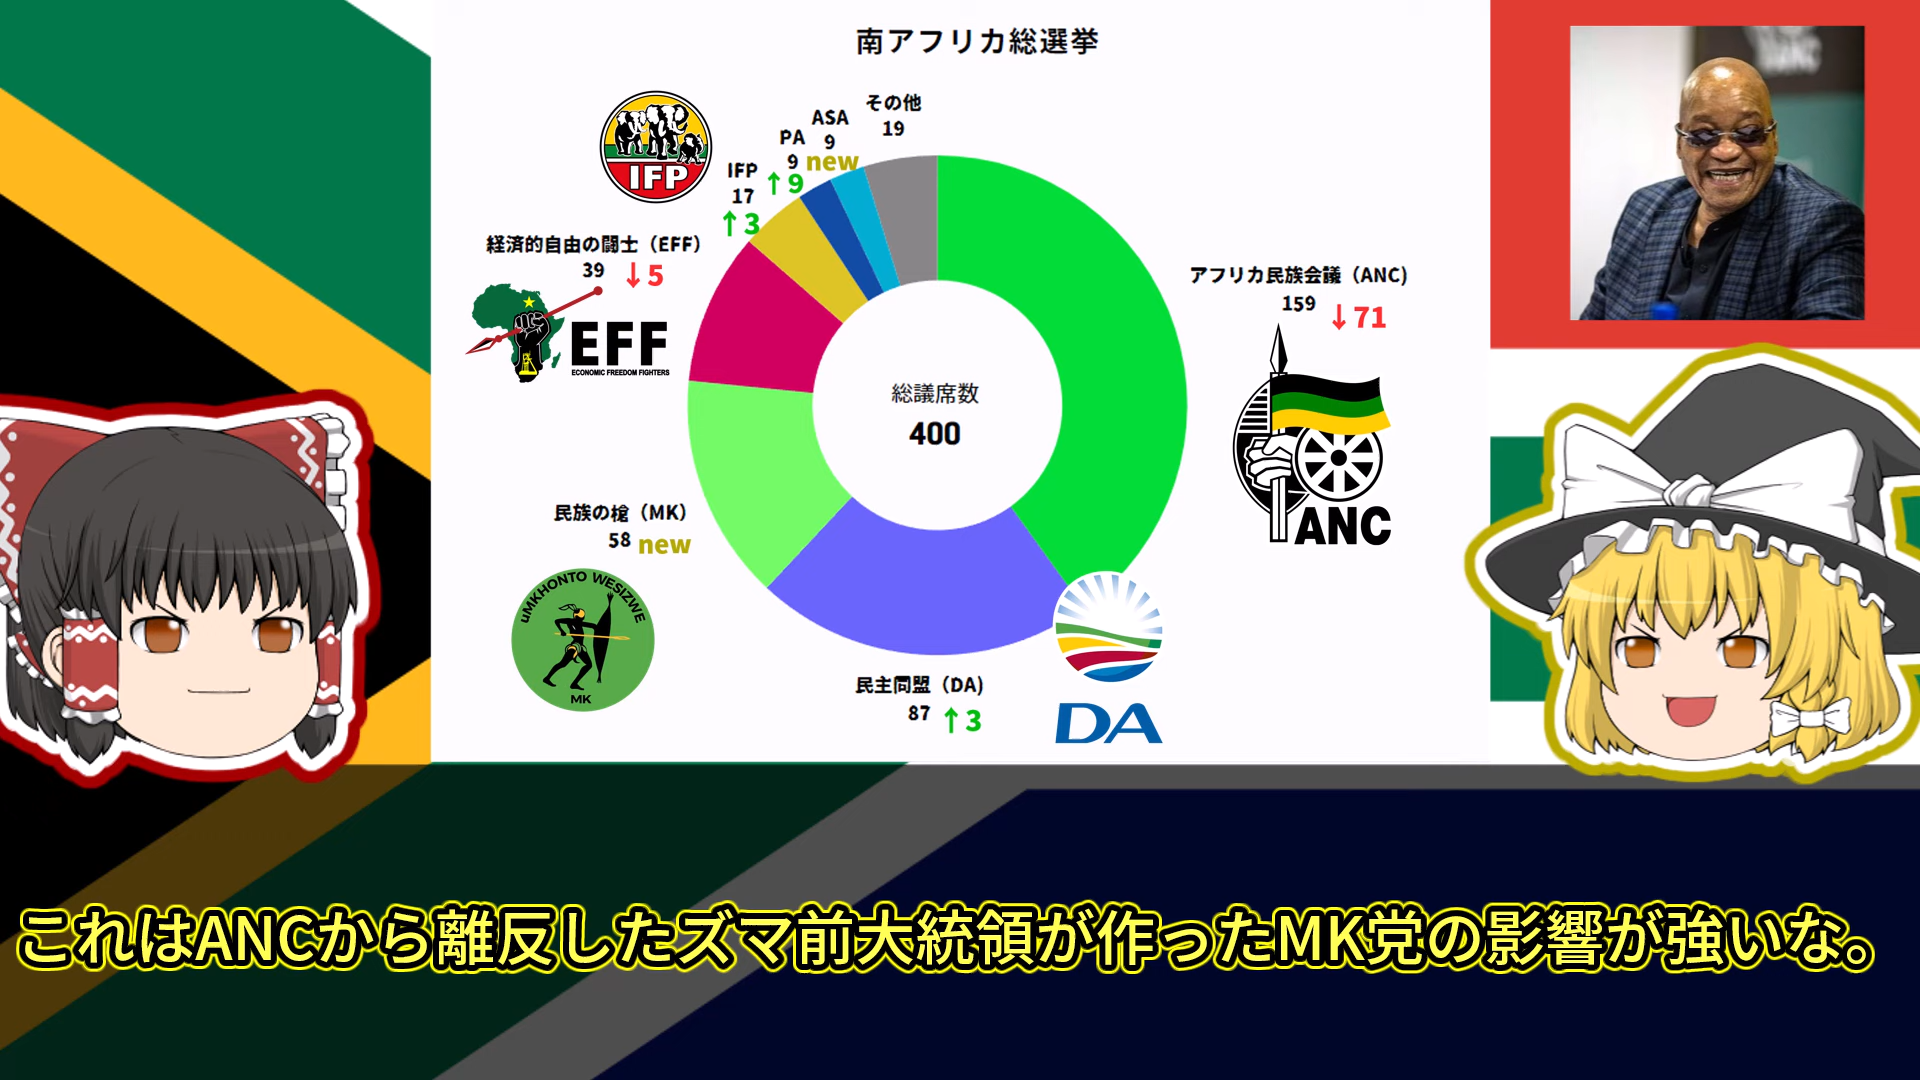 南アフリカ総選挙
その他
19
ASA
9
new
PA
9
↑9
IFP
17
↑3
IFP
経済的自由の闘士（EFF）
39 ↓5
EFF
ECONOMIC FREEDOM FIGHTERS
アフリカ民族会議（ANC）
159 ↓71
ANC
総議席数
400
民族の槍（MK）
58 new
uMKHONTO WESIZWE
MK
民主同盟（DA）
87 ↑3
DA
ANC
これはANCから離反したズマ前大統領が作ったMK党の影響が強いな。